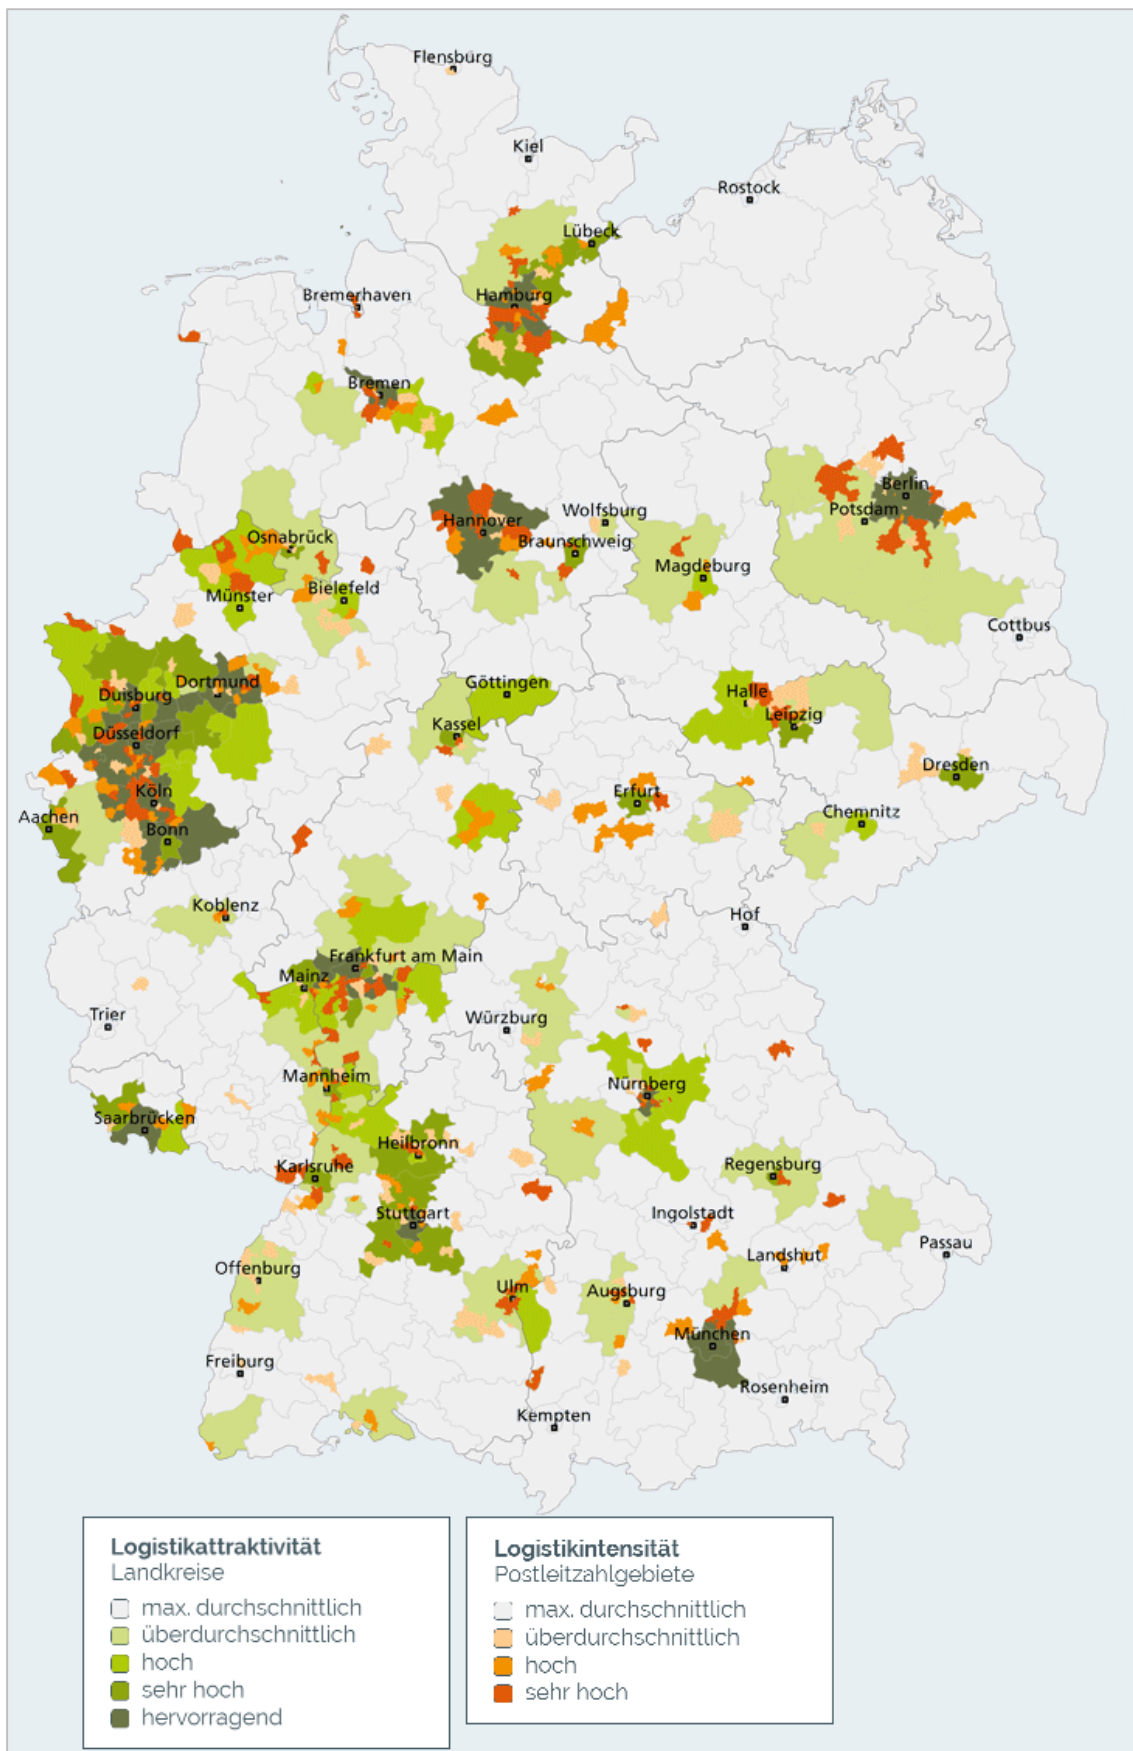 Flensburg
Kiel
Rostock
Lübeck
Hamburg
Bremerhaven
Bremen
Berlin
Potsdam
Wolfsburg
Hannover
Braunschweig
Osnabrück
Magdeburg
Bielefeld
Münster
Cottbus
Göttingen
Dortmund
Duisburg
Halle
Leipzig
Kassel
Düsseldorf
Dresden
Köln
Erfurt
Aachen
Chemnitz
Bonn
Koblenz
Hof
Frankfurt am Main
Mainz
Trier
Würzburg
Mannheim
Nürnberg
Saarbrücken
Heilbronn
Karlsruhe
Regensburg
Stuttgart
Ingolstadt
Passau
Landshut
Offenburg
Ulm
Augsburg
München
Freiburg
Rosenheim
Kempten
Logistikattraktivität
Landkreise
max. durchschnittlich
überdurchschnittlich
hoch
sehr hoch
hervorragend
Logistikintensität
Postleitzahlgebiete
max. durchschnittlich
überdurchschnittlich
hoch
sehr hoch